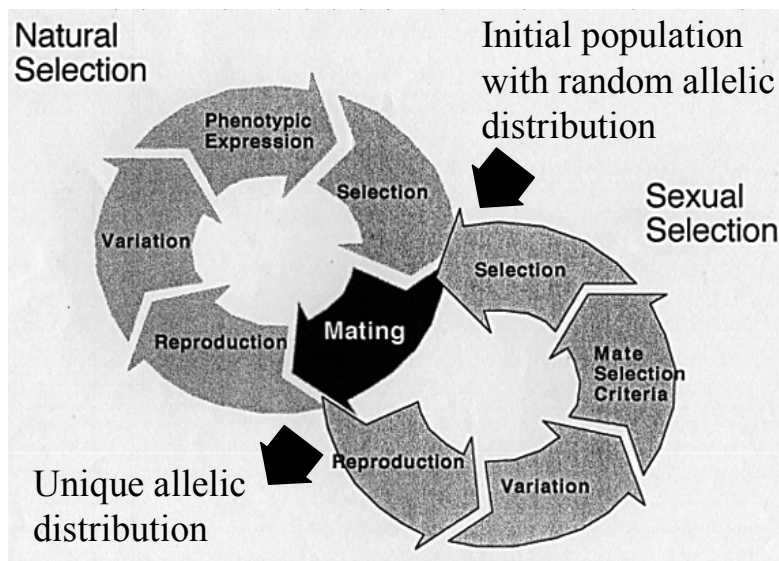 Natural
Selection
Initial population
with random allelic
distribution
Phenotypic
Expression
Selection
Sexual
Selection
Variation
Selection
Mating
Reproduction
Mate
Selection
Criteria
Reproduction
Variation
Unique allelic
distribution